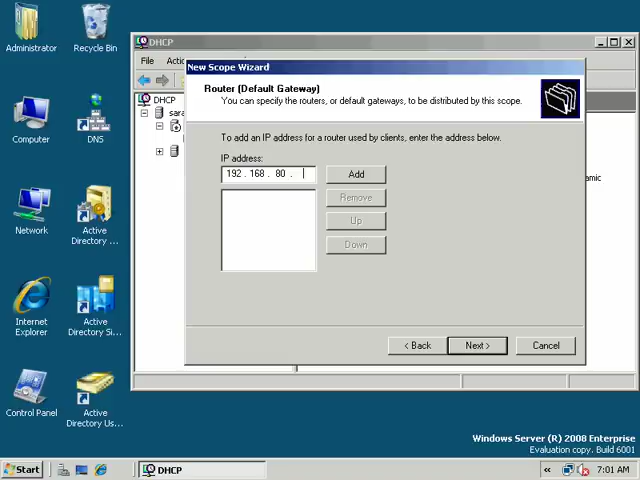 Administrator
Recycle Bin
Computer
DNS
Network
Active
Directory ...
Internet
Explorer
Active
Directory Si...
Control Panel
Active
Directory Us...
DHCP
File
DHCP
New Scope Wizard
Router (Default Gateway)
You can specify the routers, or default gateways, to be distributed by this scope.
To add an IP address for a router used by clients, enter the address below.
IP address:
192 . 168 . 80 .
Add
Remove
Up
Down
< Back
Next >
Cancel
Windows Server (R) 2008 Enterprise
Evaluation copy. Build 6001
Start
DHCP
«
7:01 AM